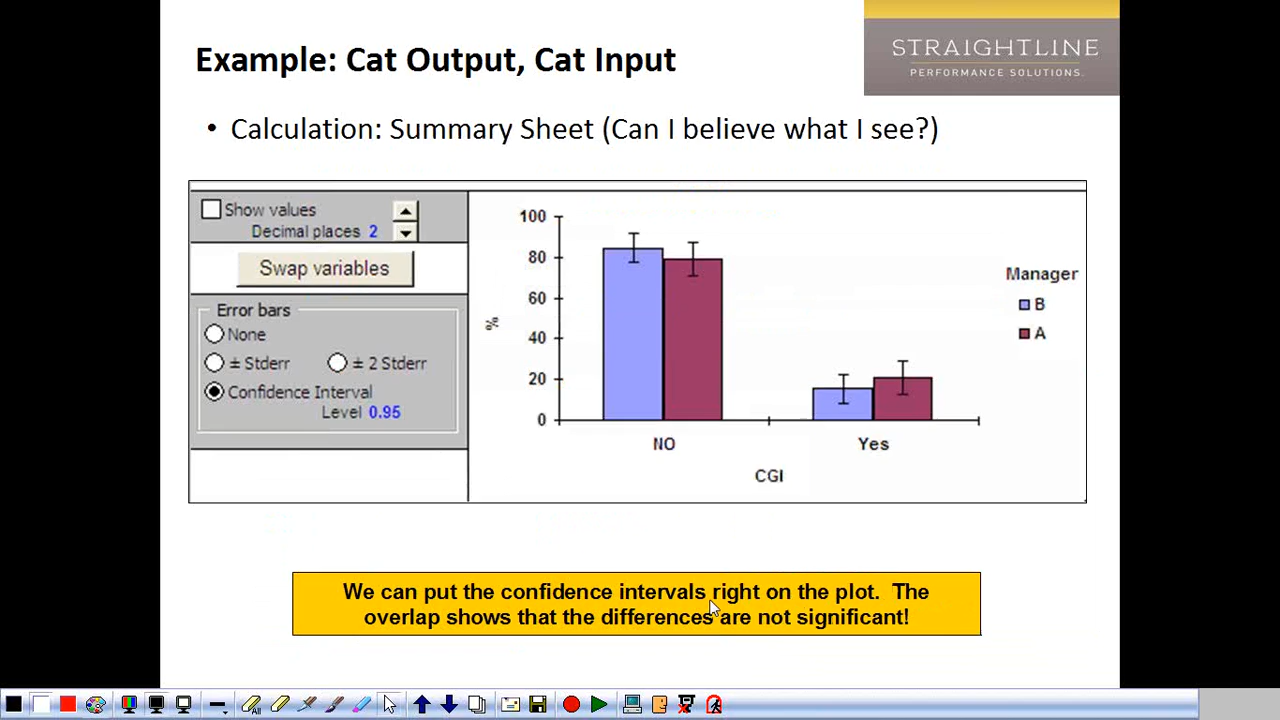 Example: Cat Output, Cat Input
STRAIGHTLINE
PERFORMANCE SOLUTIONS.
• Calculation: Summary Sheet (Can I believe what I see?)
Show values
Decimal places 2
Swap variables
Error bars
None
± Stderr
± 2 Stderr
Confidence Interval
Level 0.95
100
80
60
40
20
0
%
NO
Yes
CGI
Manager
B
A
We can put the confidence intervals right on the plot. The
overlap shows that the differences are not significant!
All